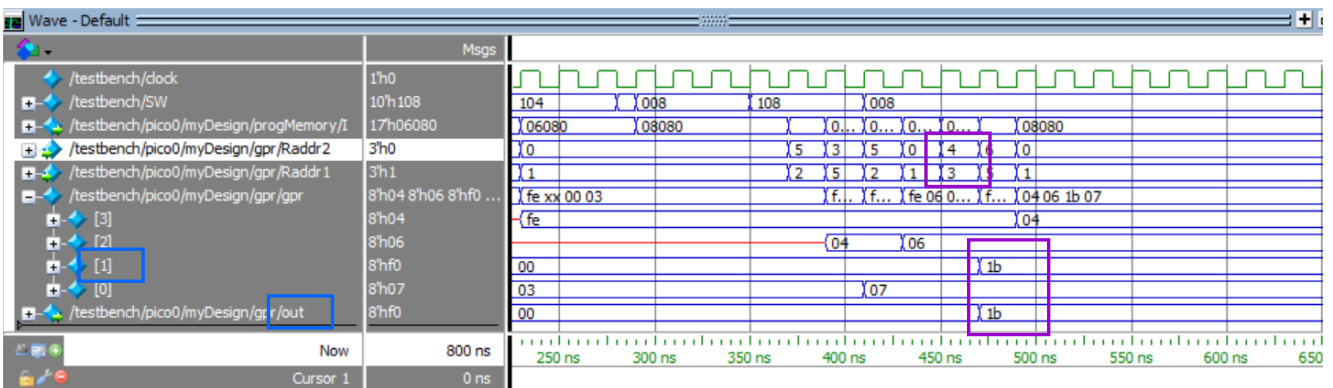 Wave - Default
Msgs
/testbench/clock 1'h0
/testbench/SW 10'h108 104 008 108 008
/testbench/pico0/myDesign/progMemory/I 17'h06080 06080 08080 0... 0... 0... 0... 08080
/testbench/pico0/myDesign/gpr/Raddr2 3'h0 0 5 3 5 0 4 6 0
/testbench/pico0/myDesign/gpr/Raddr1 3'h1 1 2 5 2 1 3 5 1
/testbench/pico0/myDesign/gpr/gpr 8'h04 8'h06 8'hf0 ... fe xx 00 03 f... f... fe 06 0... f... 04 06 1b 07
[3] 8'h04 fe 04
[2] 8'h06 04 06
[1] 8'hf0 00 1b
[0] 8'h07 03 07
/testbench/pico0/myDesign/gpr/out 8'hf0 00 1b
Now 800 ns 250 ns 300 ns 350 ns 400 ns 450 ns 500 ns 550 ns 600 ns 650
Cursor 1 0 ns